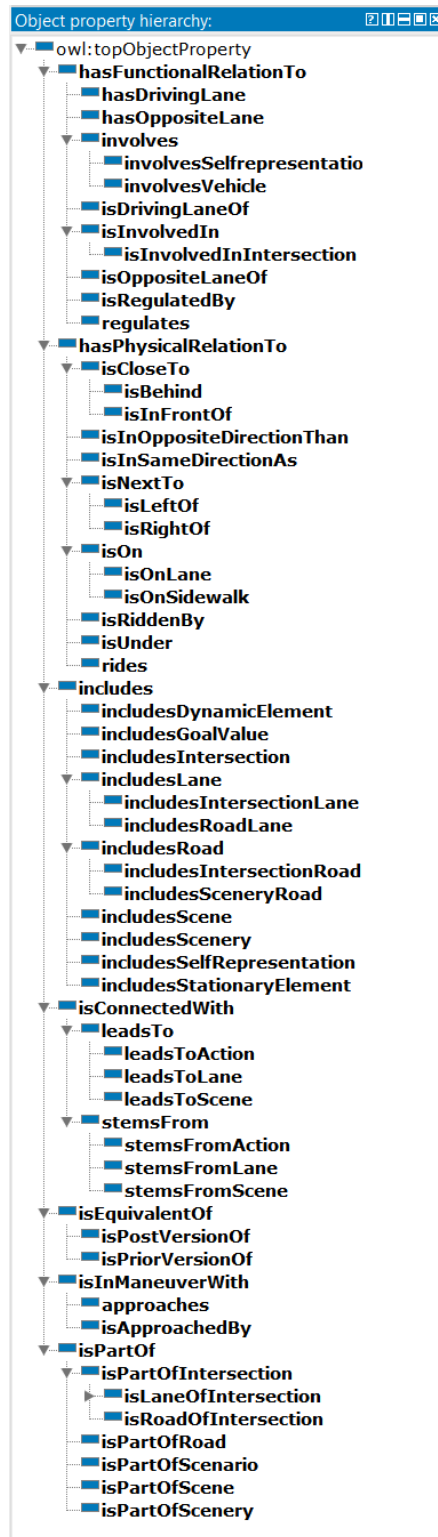 Object property hierarchy:
owl:topObjectProperty
hasFunctionalRelationTo
hasDrivingLane
hasOppositeLane
involves
involvesSelfrepresentatio
involvesVehicle
isDrivingLaneOf
isInvolvedIn
isInvolvedInIntersection
isOppositeLaneOf
isRegulatedBy
regulates
hasPhysicalRelationTo
isCloseTo
isBehind
isInFrontOf
isInOppositeDirectionThan
isInSameDirectionAs
isNextTo
isLeftOf
isRightOf
isOn
isOnLane
isOnSidewalk
isRiddenBy
isUnder
rides
includes
includesDynamicElement
includesGoalValue
includesIntersection
includesLane
includesIntersectionLane
includesRoadLane
includesRoad
includesIntersectionRoad
includesSceneryRoad
includesScene
includesScenery
includesSelfRepresentation
includesStationaryElement
isConnectedWith
leadsTo
leadsToAction
leadsToLane
leadsToScene
stemsFrom
stemsFromAction
stemsFromLane
stemsFromScene
isEquivalentOf
isPostVersionOf
isPriorVersionOf
isInManeuverWith
approaches
isApproachedBy
isPartOf
isPartOfIntersection
isLaneOfIntersection
isRoadOfIntersection
isPartOfRoad
isPartOfScenario
isPartOfScene
isPartOfScenery